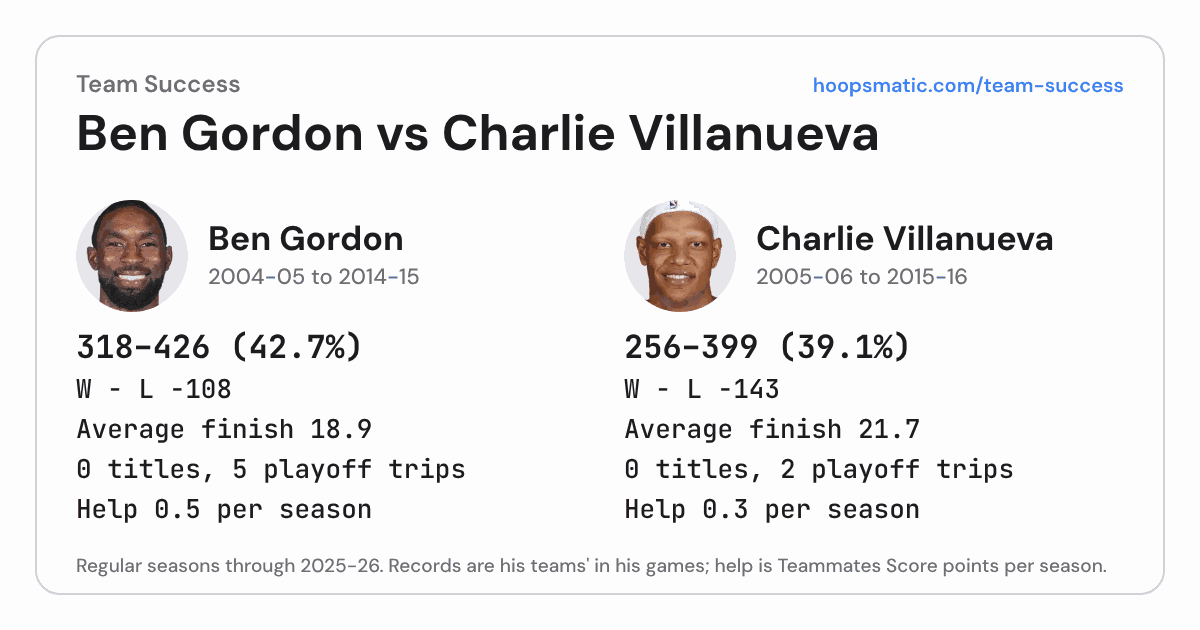 Team Success
hoopsmatic.com/team-success
Ben Gordon vs Charlie Villanueva
Ben Gordon
2004-05 to 2014-15
318–426 (42.7%)
W - L -108
Average finish 18.9
0 titles, 5 playoff trips
Help 0.5 per season
Charlie Villanueva
2005-06 to 2015-16
256–399 (39.1%)
W - L -143
Average finish 21.7
0 titles, 2 playoff trips
Help 0.3 per season
Regular seasons through 2025-26. Records are his teams' in his games; help is Teammates Score points per season.